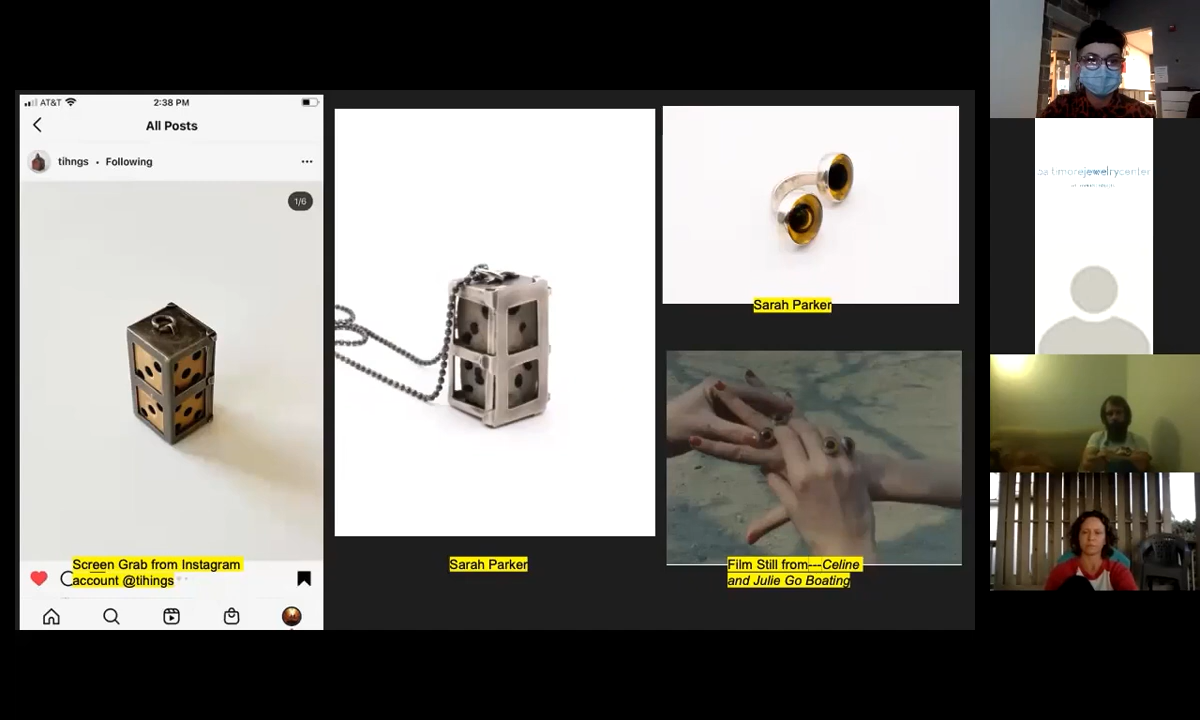 AT&T
2:38 PM
All Posts
tihngs • Following
1/6
Screen Grab from Instagram
account @tihings
Sarah Parker
Sarah Parker
Film Still from---Celine
and Julie Go Boating
baltimorejewelrycenter